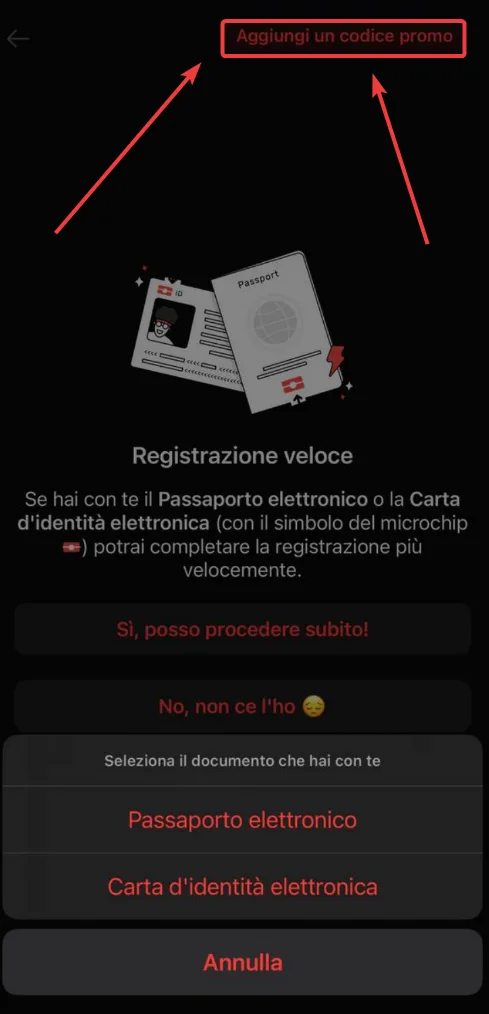 Aggiungi un codice promo
ID
Passport
Registrazione veloce
Se hai con te il Passaporto elettronico o la Carta
d'identità elettronica (con il simbolo del microchip
) potrai completare la registrazione più
velocemente.
Sì, posso procedere subito!
No, non ce l'ho 😔
Seleziona il documento che hai con te
Passaporto elettronico
Carta d'identità elettronica
Annulla